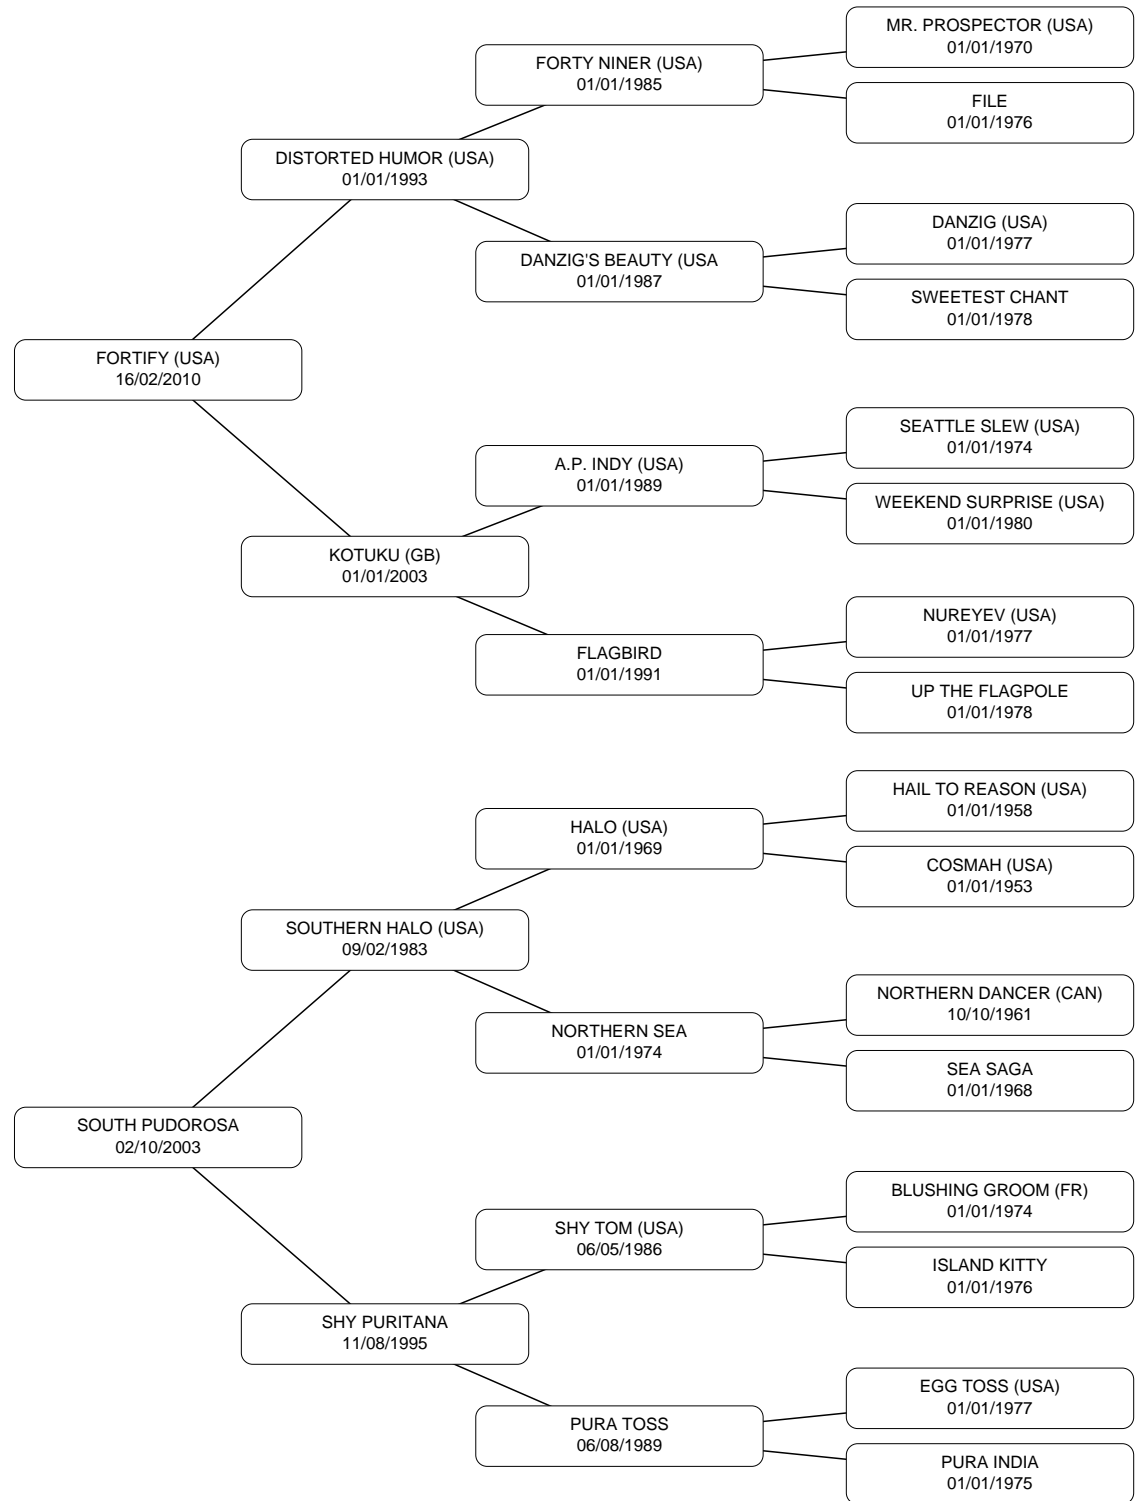 MR. PROSPECTOR (USA)
01/01/1970
FORTY NINER (USA)
01/01/1985
FILE
01/01/1976
DISTORTED HUMOR (USA)
01/01/1993
DANZIG (USA)
01/01/1977
DANZIG'S BEAUTY (USA
01/01/1987
SWEETEST CHANT
01/01/1978
FORTIFY (USA)
16/02/2010
SEATTLE SLEW (USA)
01/01/1974
A.P. INDY (USA)
01/01/1989
WEEKEND SURPRISE (USA)
01/01/1980
KOTUKU (GB)
01/01/2003
NUREYEV (USA)
01/01/1977
FLAGBIRD
01/01/1991
UP THE FLAGPOLE
01/01/1978
HAIL TO REASON (USA)
01/01/1958
HALO (USA)
01/01/1969
COSMAH (USA)
01/01/1953
SOUTHERN HALO (USA)
09/02/1983
NORTHERN DANCER (CAN)
10/10/1961
NORTHERN SEA
01/01/1974
SEA SAGA
01/01/1968
SOUTH PUDOROSA
02/10/2003
BLUSHING GROOM (FR)
01/01/1974
SHY TOM (USA)
06/05/1986
ISLAND KITTY
01/01/1976
SHY PURITANA
11/08/1995
EGG TOSS (USA)
01/01/1977
PURA TOSS
06/08/1989
PURA INDIA
01/01/1975